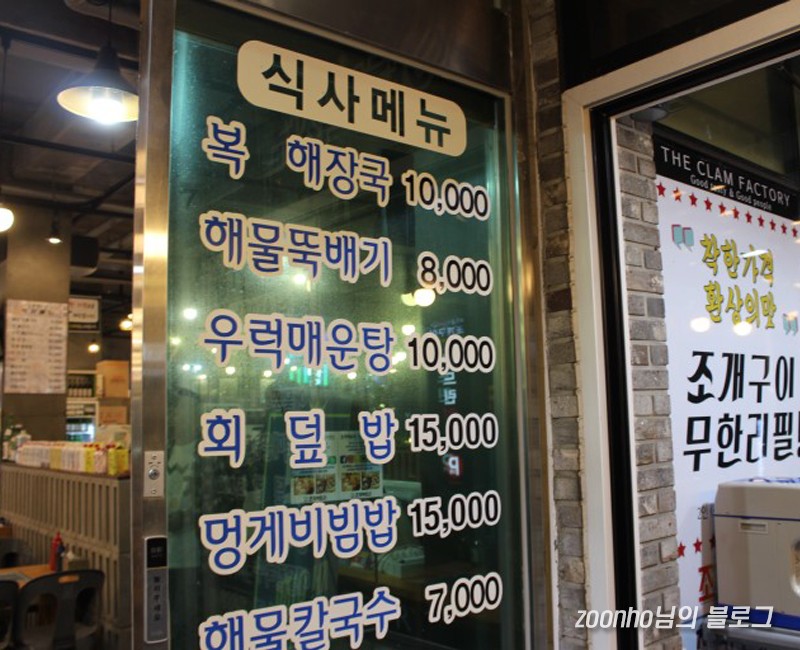 식사메뉴
복 해장국 10,000
해물뚝배기 8,000
우럭매운탕 10,000
회 덮 밥 15,000
멍게비빔밥 15,000
해물칼국수 7,000
THE CLAM FACTORY
Good & Good people
착한가격
환상의맛
조개구이
무한리필
zoonho님의 블로그